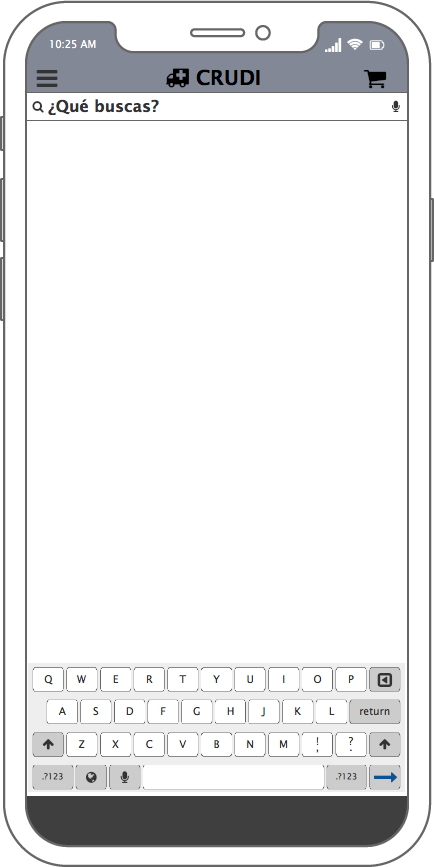 10:25 AM
CRUDI
¿Qué buscas?
Q W E R T Y U I O P
A S D F G H J K L return
Z X C V B N M ! , ? .
.?123 .?123